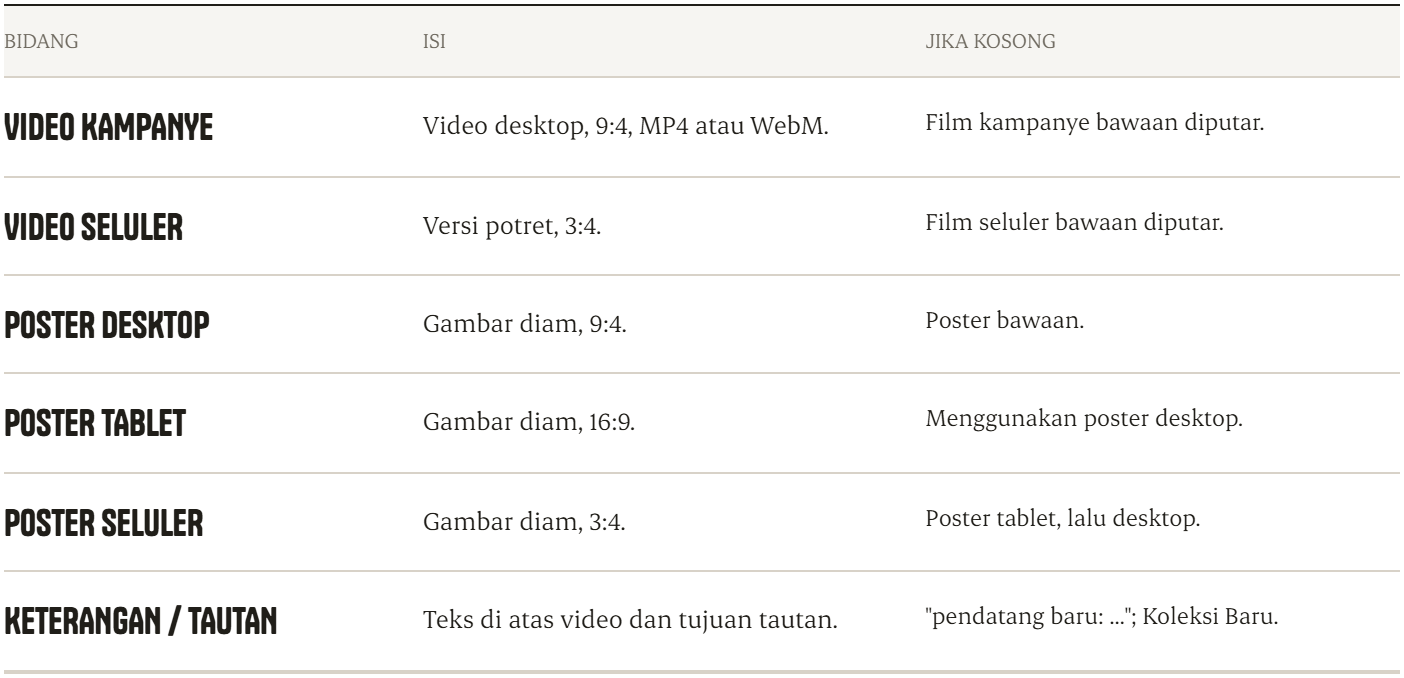 BIDANG ISI JIKA KOSONG
VIDEO KAMPANYE Video desktop, 9:4, MP4 atau WebM. Film kampanye bawaan diputar.
VIDEO SELULER Versi potret, 3:4. Film seluler bawaan diputar.
POSTER DESKTOP Gambar diam, 9:4. Poster bawaan.
POSTER TABLET Gambar diam, 16:9. Menggunakan poster desktop.
POSTER SELULER Gambar diam, 3:4. Poster tablet, lalu desktop.
KETERANGAN / TAUTAN Teks di atas video dan tujuan tautan. "pendatang baru: ..."; Koleksi Baru.